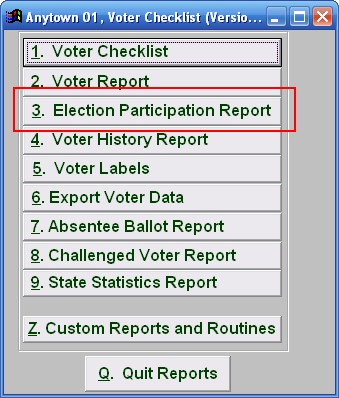 Anytown 01, Voter Checklist (Versio...
1. Voter Checklist
2. Voter Report
3. Election Participation Report
4. Voter History Report
5. Voter Labels
6. Export Voter Data
7. Absentee Ballot Report
8. Challenged Voter Report
9. State Statistics Report
Z. Custom Reports and Routines
Q. Quit Reports